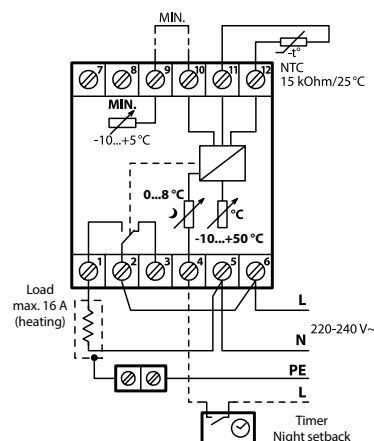 MIN.
-t°
NTC
15 kOhm/25 °C
7 8 9 10 11 12
MIN.
-10...+5 °C
0...8 °C
°C
-10...+50 °C
1 2 3 4 5 6
Load
max. 16 A
(heating)
L
220-240 V~
N
PE
L
Timer
Night setback